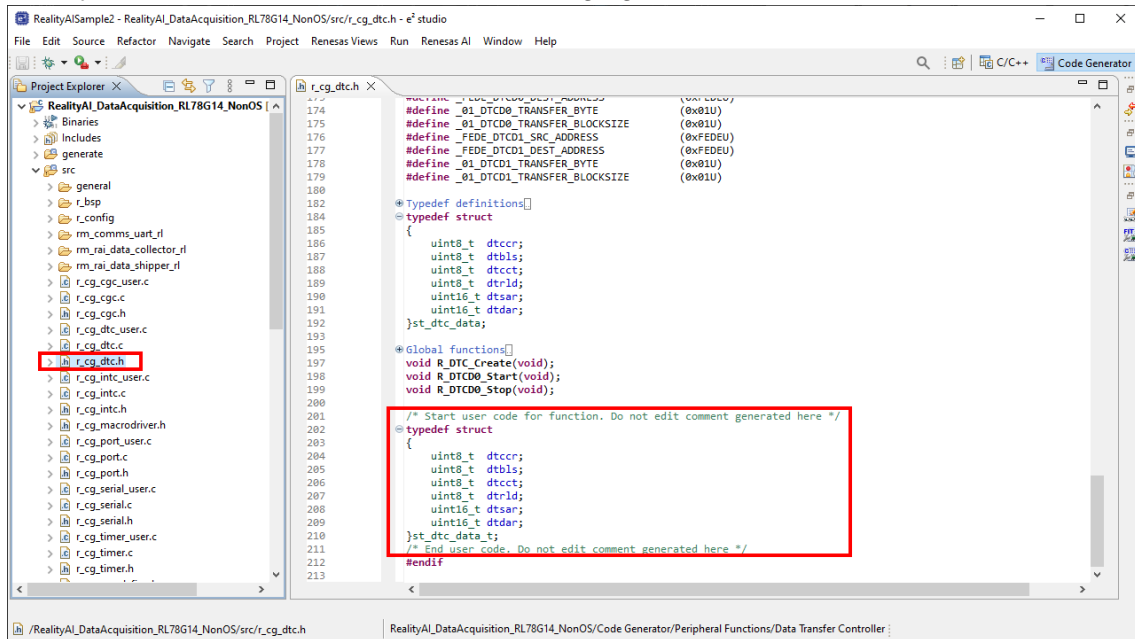 RealityAISample2 - RealityAI_DataAcquisition_RL78G14_NonOS/src/r_cg_dtc.h - e² studio
File Edit Source Refactor Navigate Search Project Renesas Views Run Renesas AI Window Help
C/C++ Code Generator
Project Explorer
r_cg_dtc.h
RealityAI_DataAcquisition_RL78G14_NonOS [
Binaries
Includes
generate
src
general
r_bsp
r_config
rm_comms_uart_rl
rm_rai_data_collector_rl
rm_rai_data_shipper_rl
r_cg_cgc_user.c
r_cg_cgc.c
r_cg_cgc.h
r_cg_dtc_user.c
r_cg_dtc.c
r_cg_dtc.h
r_cg_intc_user.c
r_cg_intc.c
r_cg_intc.h
r_cg_macrodriver.h
r_cg_port_user.c
r_cg_port.c
r_cg_port.h
r_cg_serial_user.c
r_cg_serial.c
r_cg_serial.h
r_cg_timer_user.c
r_cg_timer.c
r_cg_timer.h
173 #define _FEDE_DTCD0_DEST_ADDRESS (0xFEDEU)
174 #define _01_DTCD0_TRANSFER_BYTE (0x01U)
175 #define _01_DTCD0_TRANSFER_BLOCKSIZE (0x01U)
176 #define _FEDE_DTCD1_SRC_ADDRESS (0xFEDEU)
177 #define _FEDE_DTCD1_DEST_ADDRESS (0xFEDEU)
178 #define _01_DTCD1_TRANSFER_BYTE (0x01U)
179 #define _01_DTCD1_TRANSFER_BLOCKSIZE (0x01U)
180
182 Typedef definitions
184 typedef struct
185 {
186 uint8_t dtccr;
187 uint8_t dtbls;
188 uint8_t dtcct;
189 uint8_t dtrld;
190 uint16_t dtsar;
191 uint16_t dtdar;
192 }st_dtc_data;
193
195 Global functions
197 void R_DTC_Create(void);
198 void R_DTCD0_Start(void);
199 void R_DTCD0_Stop(void);
200
201 /* Start user code for function. Do not edit comment generated here */
202 typedef struct
203 {
204 uint8_t dtccr;
205 uint8_t dtbls;
206 uint8_t dtcct;
207 uint8_t dtrld;
208 uint16_t dtsar;
209 uint16_t dtdar;
210 }st_dtc_data_t;
211 /* End user code. Do not edit comment generated here */
212 #endif
213
/RealityAI_DataAcquisition_RL78G14_NonOS/src/r_cg_dtc.h
RealityAI_DataAcquisition_RL78G14_NonOS/Code Generator/Peripheral Functions/Data Transfer Controller